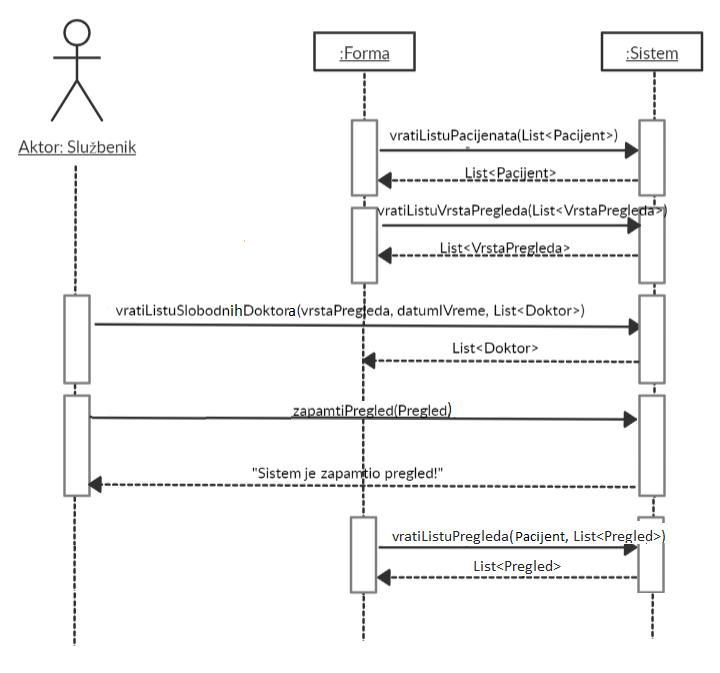 :Forma
:Sistem
Aktor: Službenik
vratiListuPacijenata(List<Pacijent>)
List<Pacijent>
vratiListuVrstaPregleda(List<VrstaPregleda>)
List<VrstaPregleda>
vratiListuSlobodnihDoktora(vrstaPregleda, datumIVreme, List<Doktor>)
List<Doktor>
zapamtiPregled(Pregled)
"Sistem je zapamtio pregled!"
vratiListuPregleda(Pacijent, List<Pregled>)
List<Pregled>